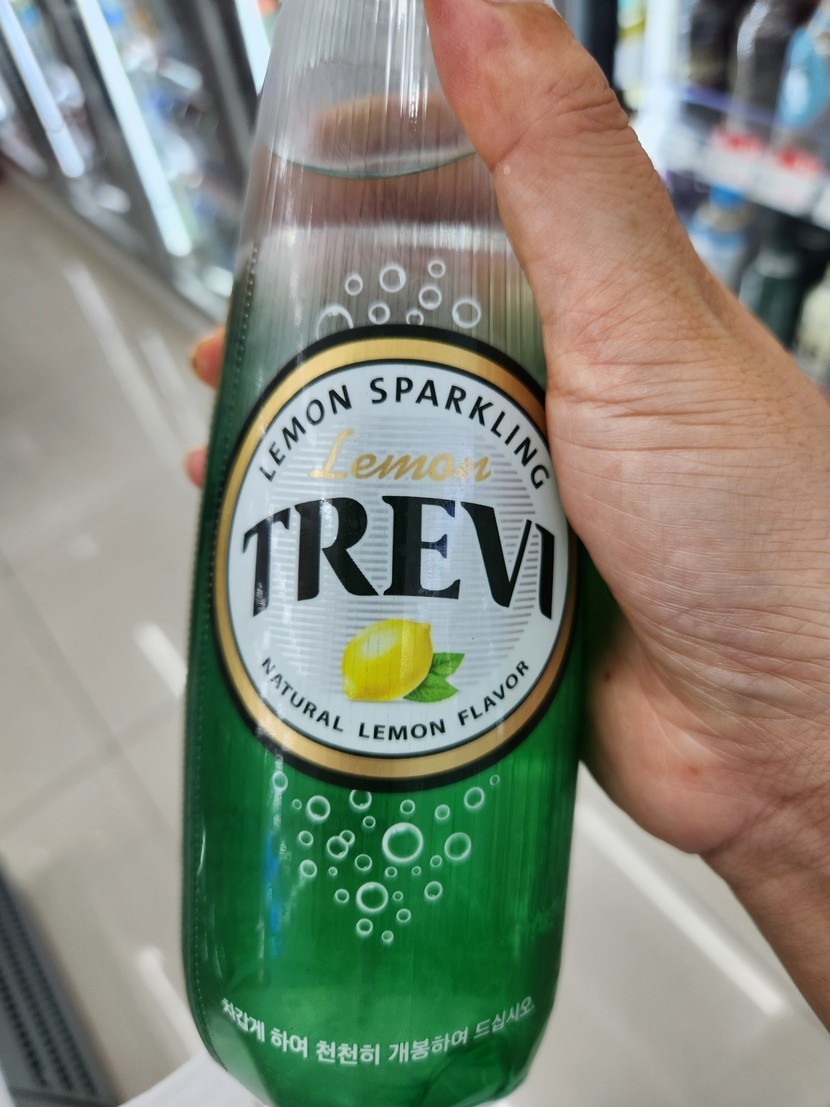 LEMON SPARKLING
Lemon
TREVI
NATURAL LEMON FLAVOR
차갑게 하여 천천히 개봉하여 드십시오.